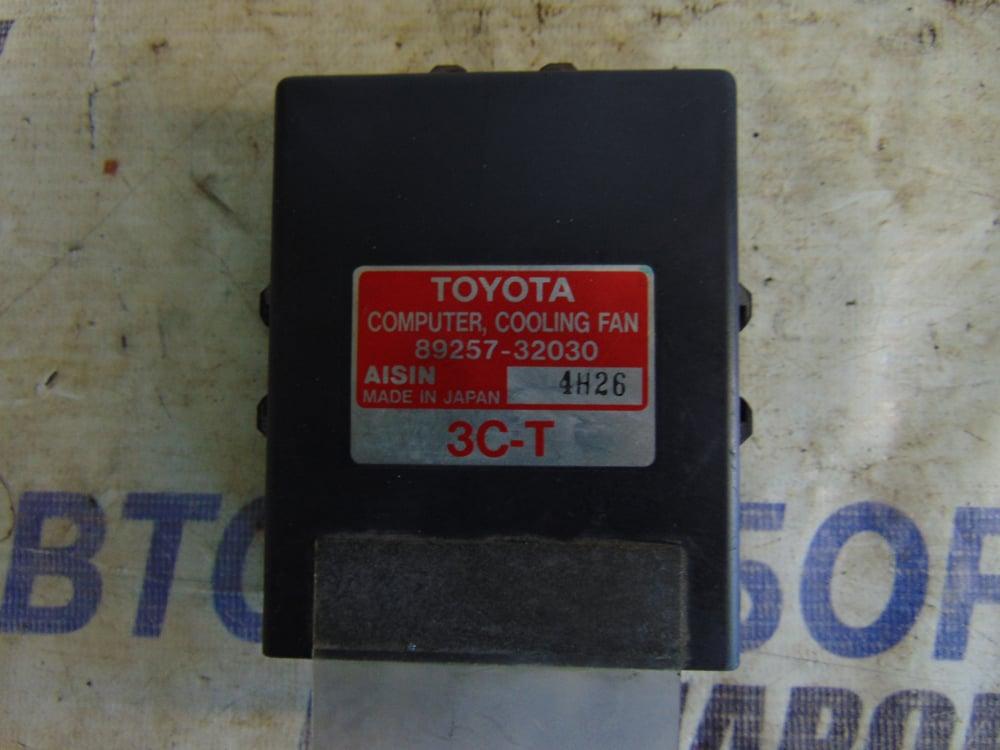 TOYOTA
COMPUTER, COOLING FAN
89257-32030
AISIN
MADE IN JAPAN
4H26
3C-T